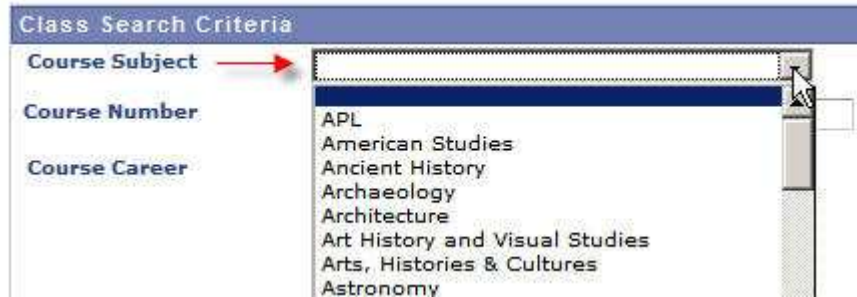 Class Search Criteria
Course Subject
Course Number
APL
American Studies
Course Career
Ancient History
Archaeology
Architecture
Art History and Visual Studies
Arts, Histories & Cultures
Astronomy